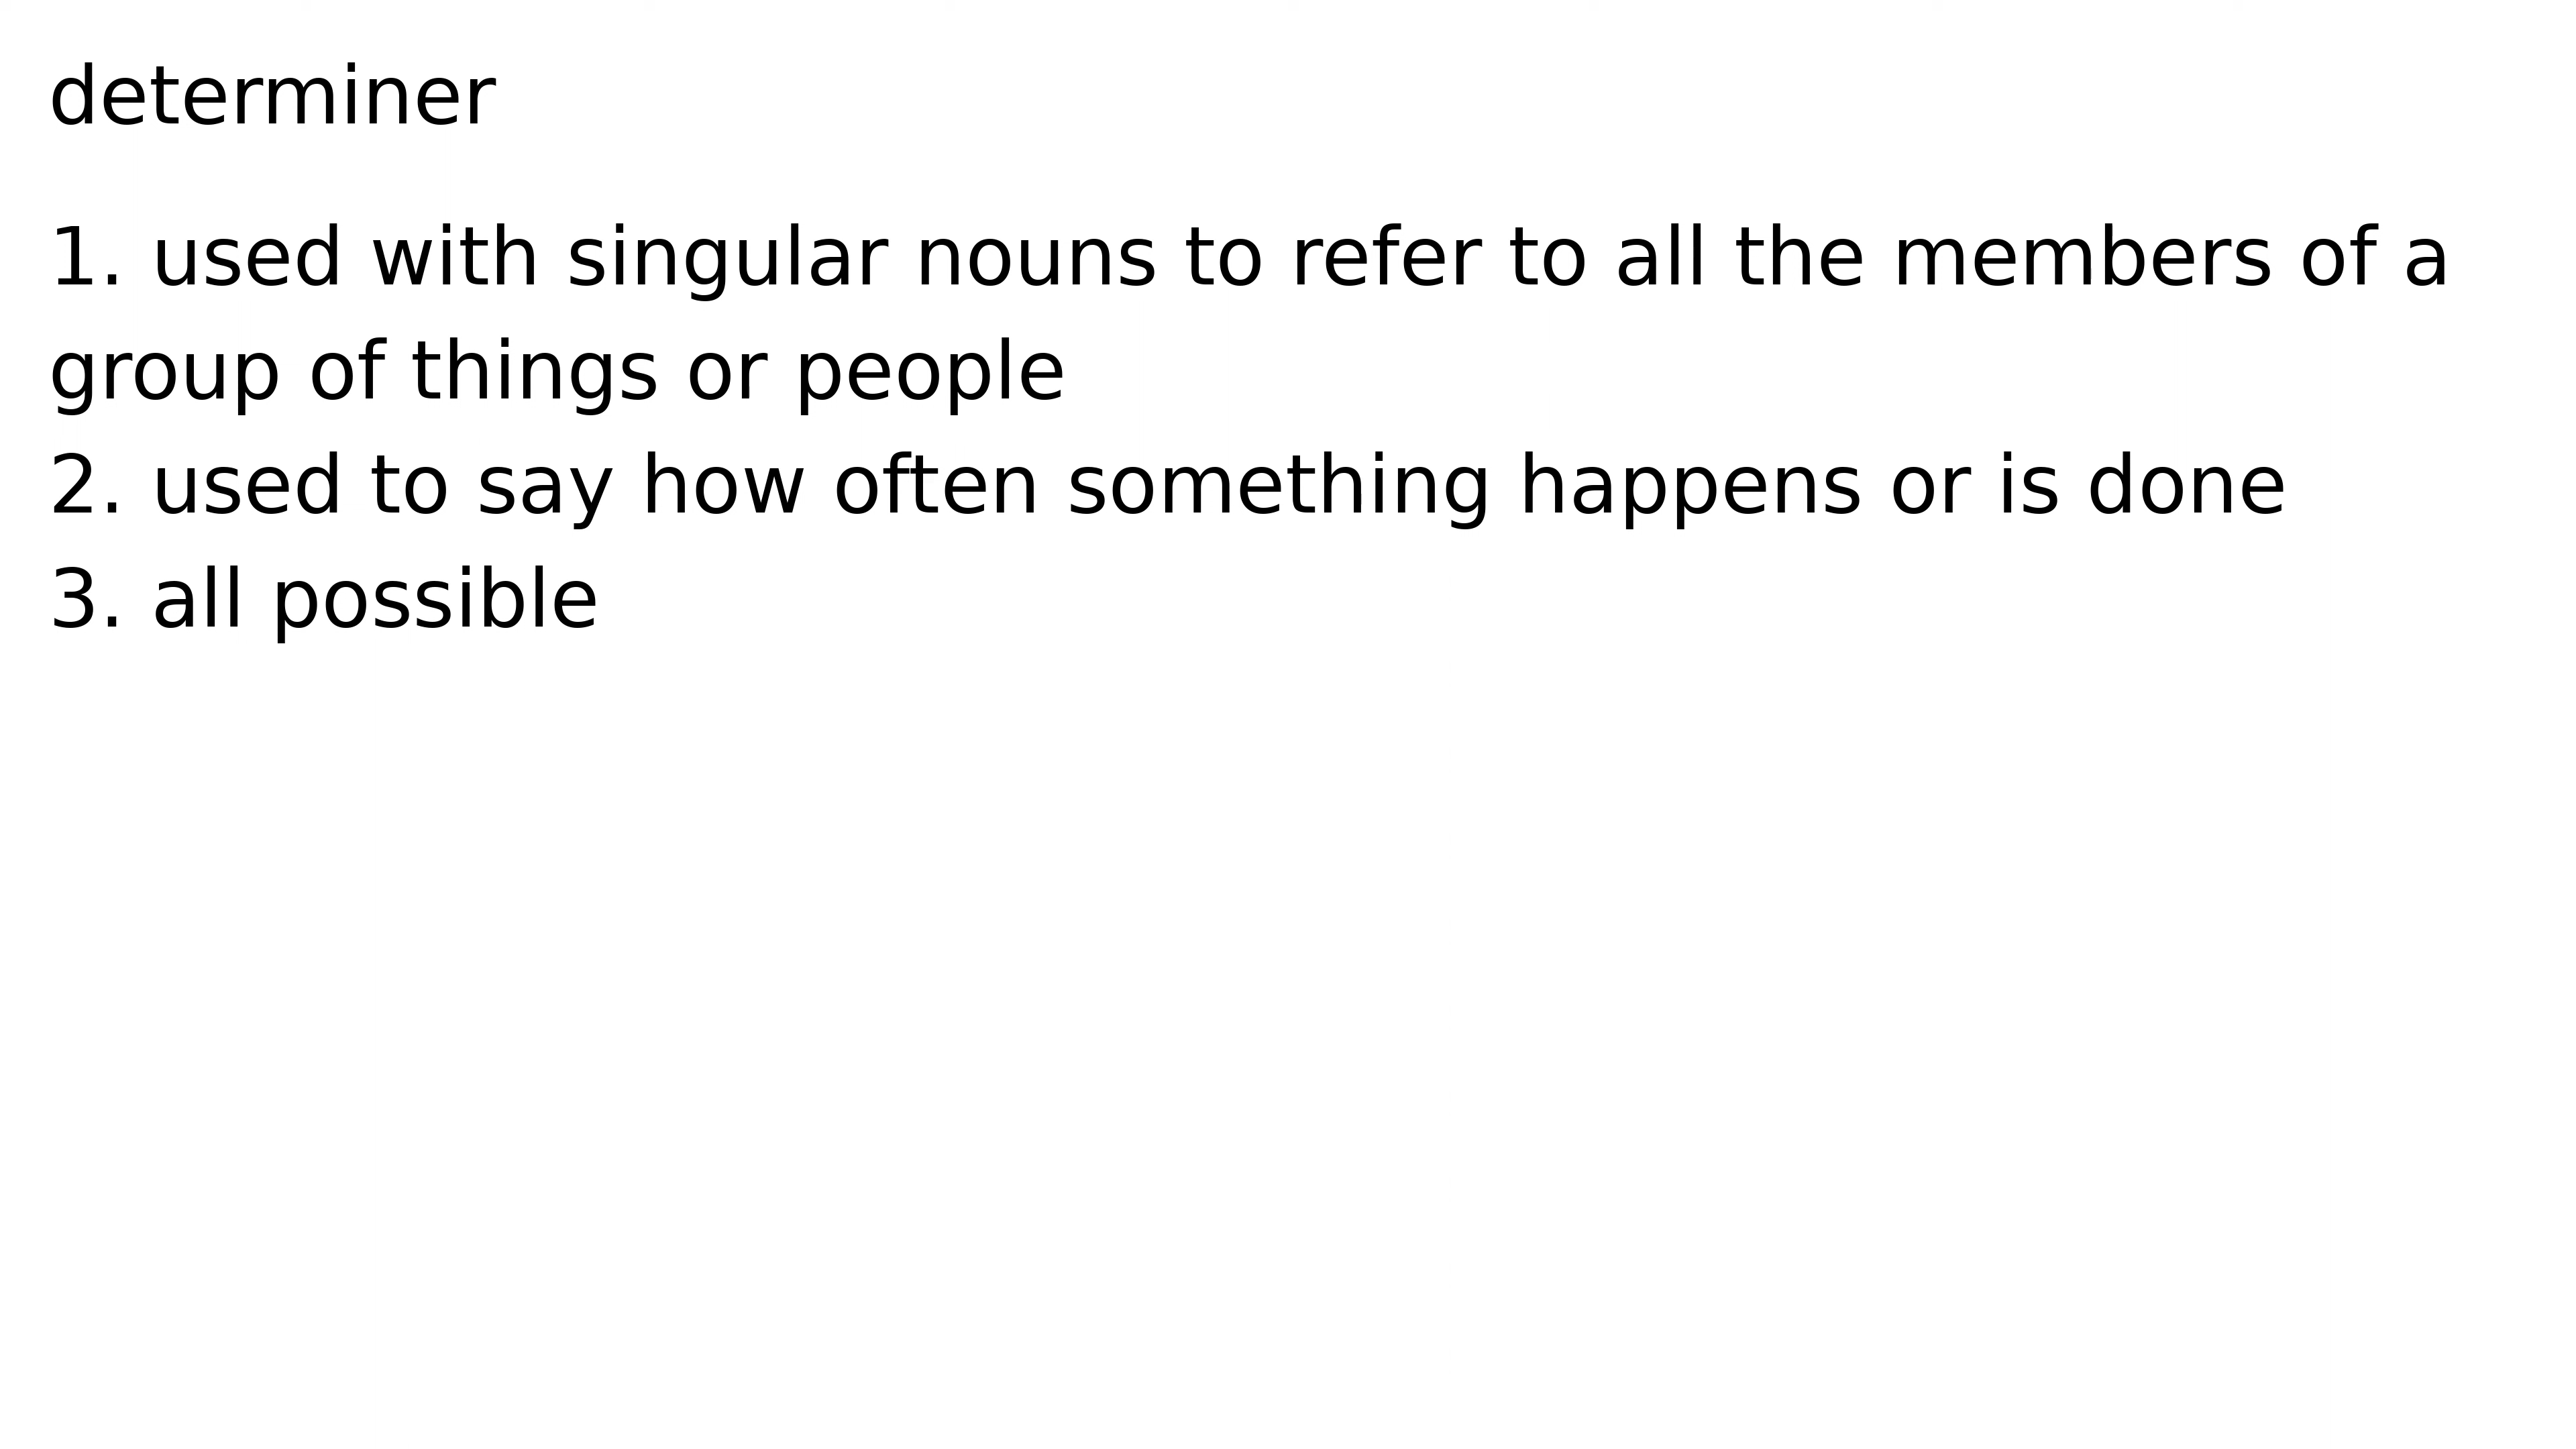 determiner
1. used with singular nouns to refer to all the members of a
group of things or people
2. used to say how often something happens or is done
3. all possible